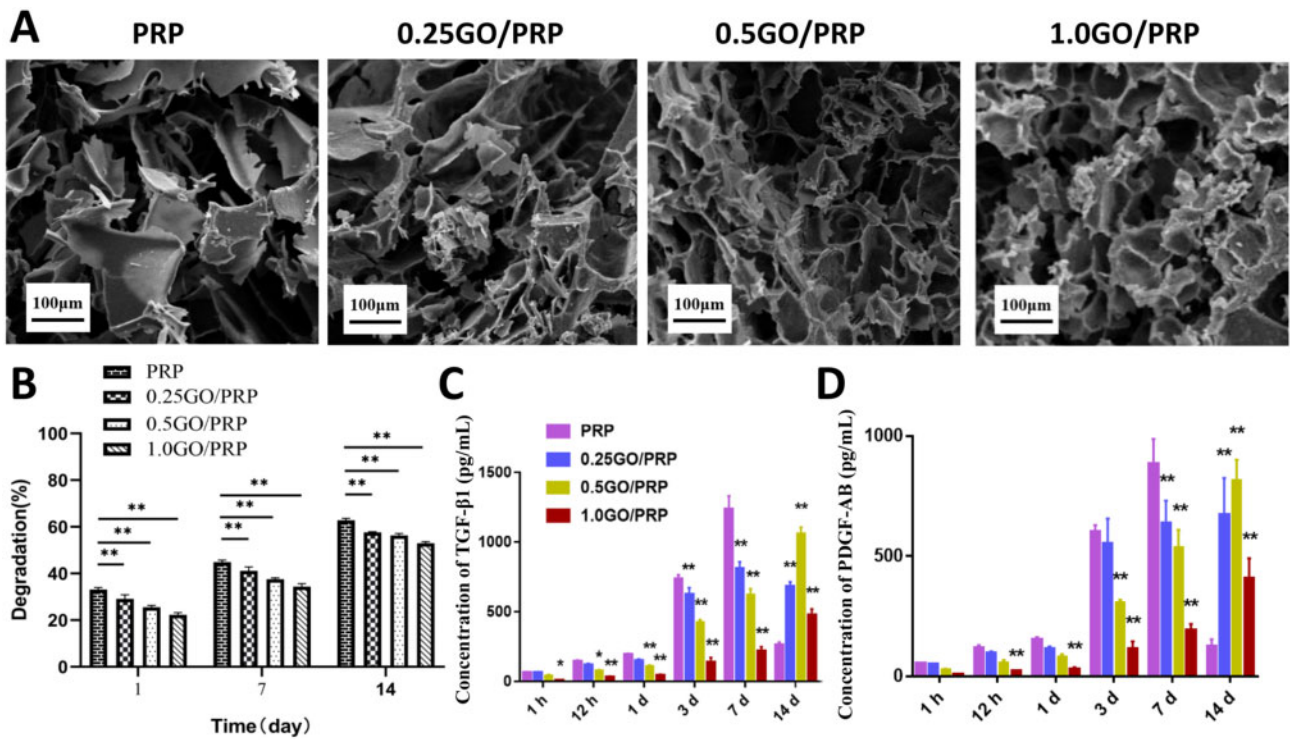 A
PRP
0.25GO/PRP
0.5GO/PRP
1.0GO/PRP
100μm
100μm
100μm
100μm
B
PRP
0.25GO/PRP
0.5GO/PRP
1.0GO/PRP
Degradation(%)
100
80
60
40
20
0
** ** **
** ** **
** ** **
1 7 14
Time(day)
C
PRP
0.25GO/PRP
0.5GO/PRP
1.0GO/PRP
Concentration of TGF-β1 (pg/mL)
1500
1000
500
0
*
* **
** **
** ** **
** ** **
** ** **
1 h 12 h 1 d 3 d 7 d 14 d
D
Concentration of PDGF-AB (pg/mL)
1000
500
0
**
**
** **
** ** **
** ** **
1 h 12 h 1 d 3 d 7 d 14 d